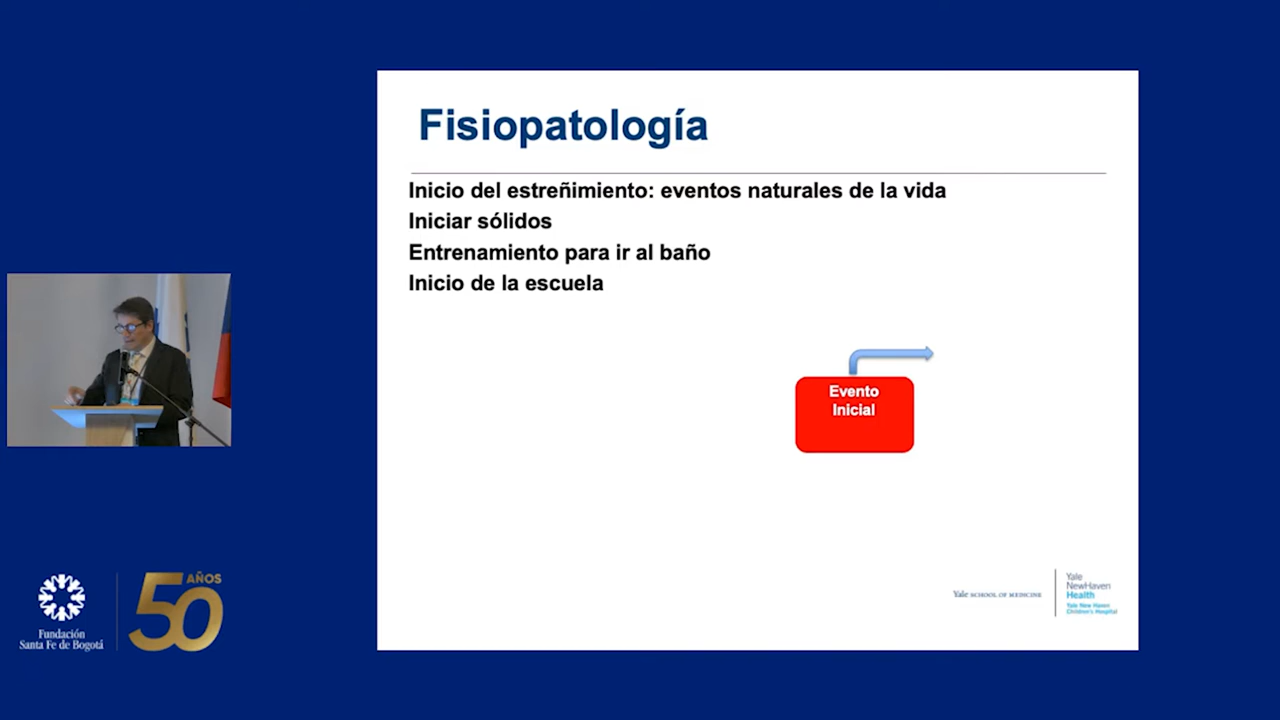 Fisiopatología
Inicio del estreñimiento: eventos naturales de la vida
Iniciar sólidos
Entrenamiento para ir al baño
Inicio de la escuela
Evento
Inicial
Yale SCHOOL OF MEDICINE
Yale
NewHaven
Health
Yale New Haven
Children's Hospital
Fundación
Santa Fe de Bogotá
50 AÑOS